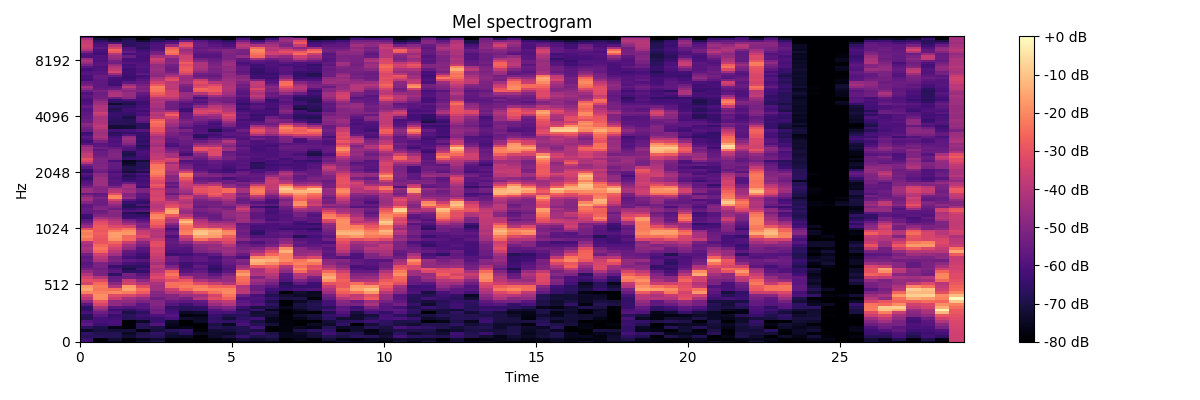 Mel spectrogram
Hz
8192
4096
2048
1024
512
0
0 5 10 15 20 25
Time
+0 dB
-10 dB
-20 dB
-30 dB
-40 dB
-50 dB
-60 dB
-70 dB
-80 dB